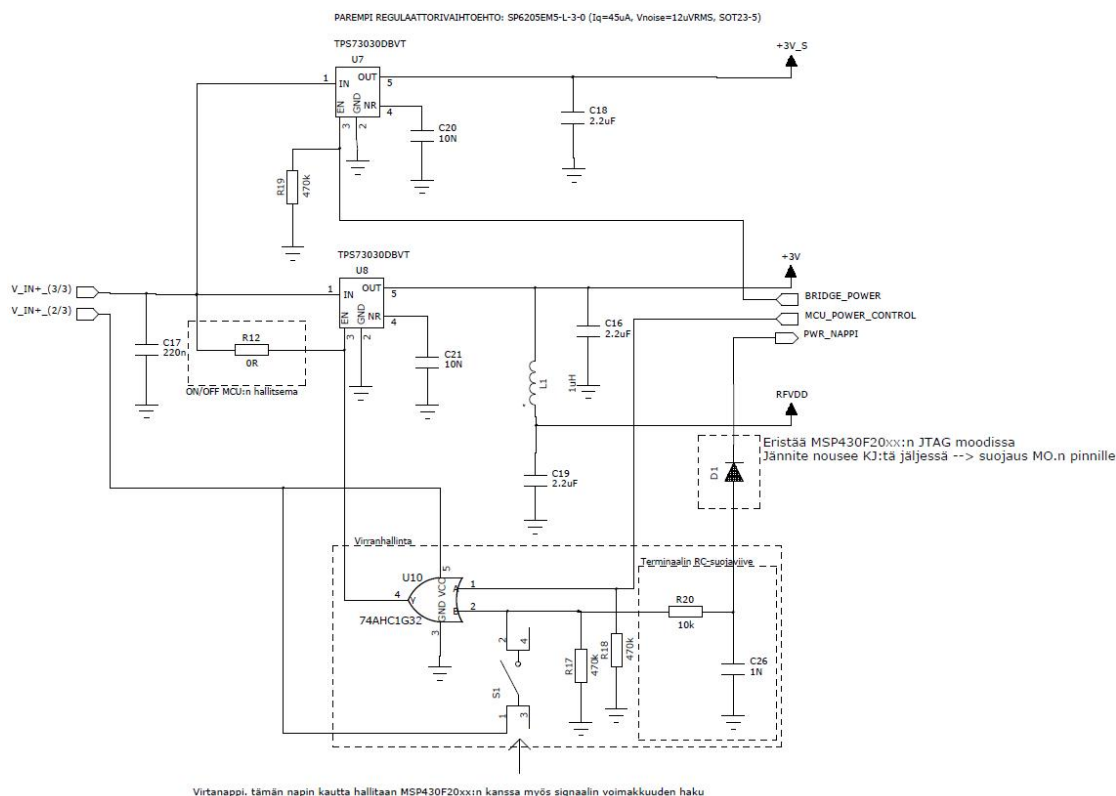 PAREMPI REGULAATTORIVAIHTOEHTO: SP6205EM5-L-3-0 (Iq=45uA, Vnoise=12uVRMS, SOT23-5)
TPS73030DBVT
U7
+3V_S
1
IN
OUT
5
EN
GND
NR
4
3
2
C20
10N
C18
2.2uF
R19
470k
TPS73030DBVT
U8
+3V
V_IN+_(3/3)
V_IN+_(2/3)
1
IN
OUT
5
EN
GND
NR
4
3
2
BRIDGE_POWER
MCU_POWER_CONTROL
PWR_NAPPI
C17
220n
R12
0R
ON/OFF MCU:n hallitsema
C21
10N
C16
2.2uF
L1
1uH
RFVDD
C19
2.2uF
D1
Eristää MSP430F20xx:n JTAG moodissa
Jännite nousee KJ:tä jäljessä --> suojaus MO.n pinnille
Virranhallinta
Terminaalin RC-suojaviive
U10
5
VCC
A
1
4
Y
B
2
GND
3
74AHC1G32
R20
10k
2
4
S1
1
3
R17
470k
R18
470k
C26
1N
Virtanappi, tämän napin kautta hallitaan MSP430F20xx:n kanssa myös signaalin voimakkuuden haku